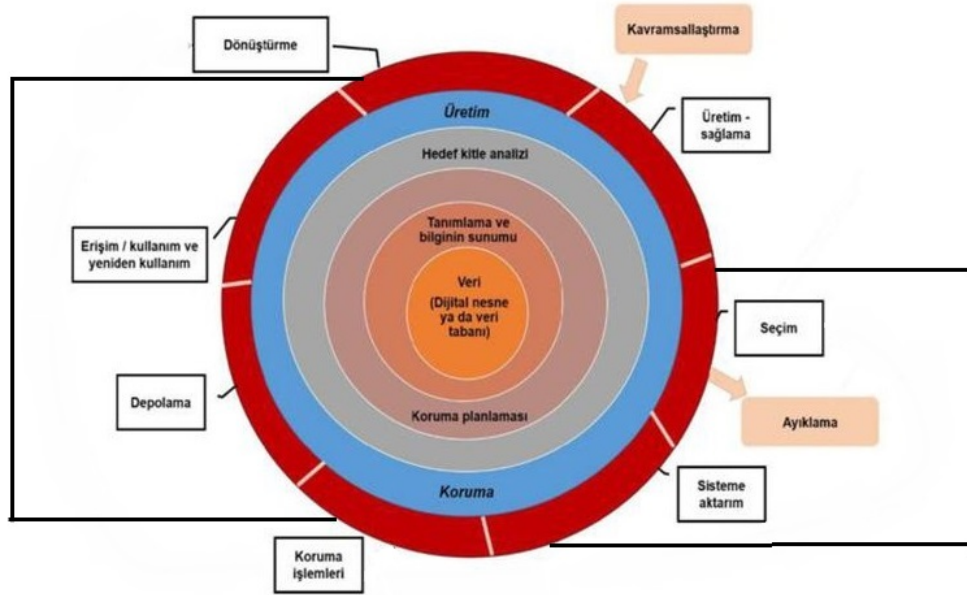 Dönüştürme
Kavramsallaştırma
Üretim
Üretim -
sağlama
Hedef kitle analizi
Tanımlama ve
bilginin sunumu
Erişim / kullanım ve
yeniden kullanım
Veri
(Dijital nesne
ya da veri
tabanı)
Seçim
Depolama
Koruma planlaması
Ayıklama
Koruma
Sisteme
aktarım
Koruma
işlemleri